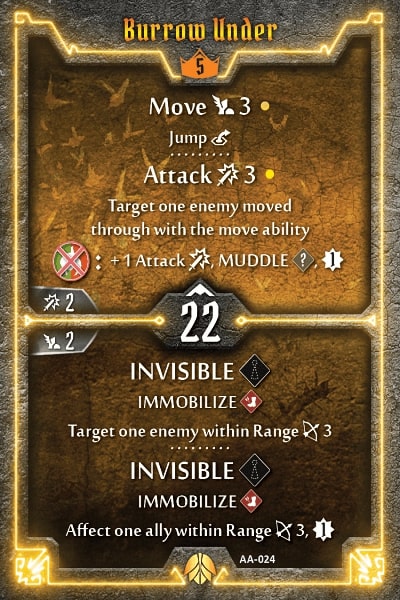 Burrow Under
5
Move 3
Jump
Attack 3
Target one enemy moved
through with the move ability
: +1 Attack , MUDDLE ? , 1
2
22
2
INVISIBLE
IMMOBILIZE
Target one enemy within Range 3
INVISIBLE
IMMOBILIZE
Affect one ally within Range 3, 1
AA-024